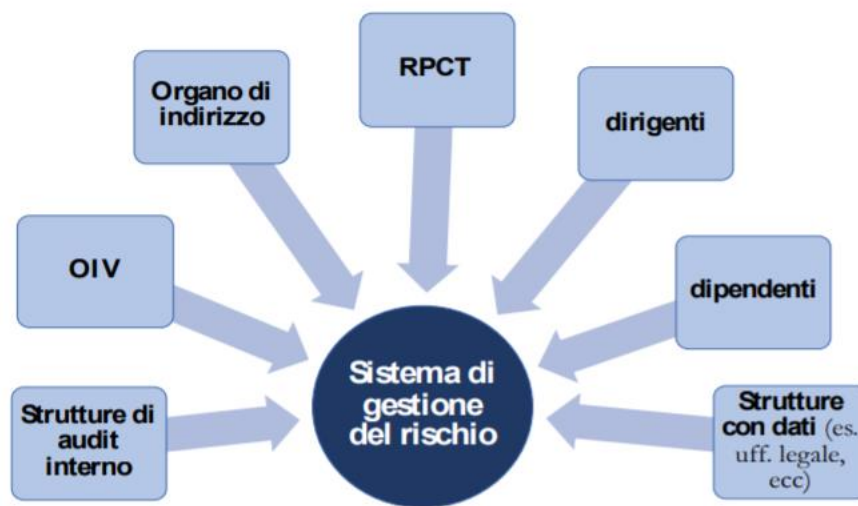 RPCT
Organo di
indirizzo
dirigenti
OIV
dipendenti
Sistema di
gestione
del rischio
Strutture di
audit
interno
Strutture
con dati (es.
uff. legale,
ecc)